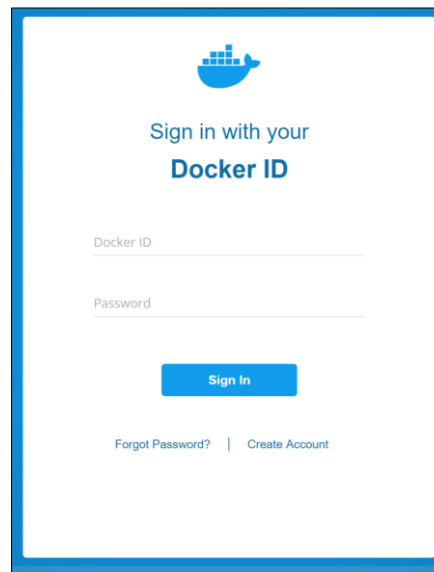 Sign in with your
Docker ID
Docker ID
Password
Sign In
Forgot Password? | Create Account